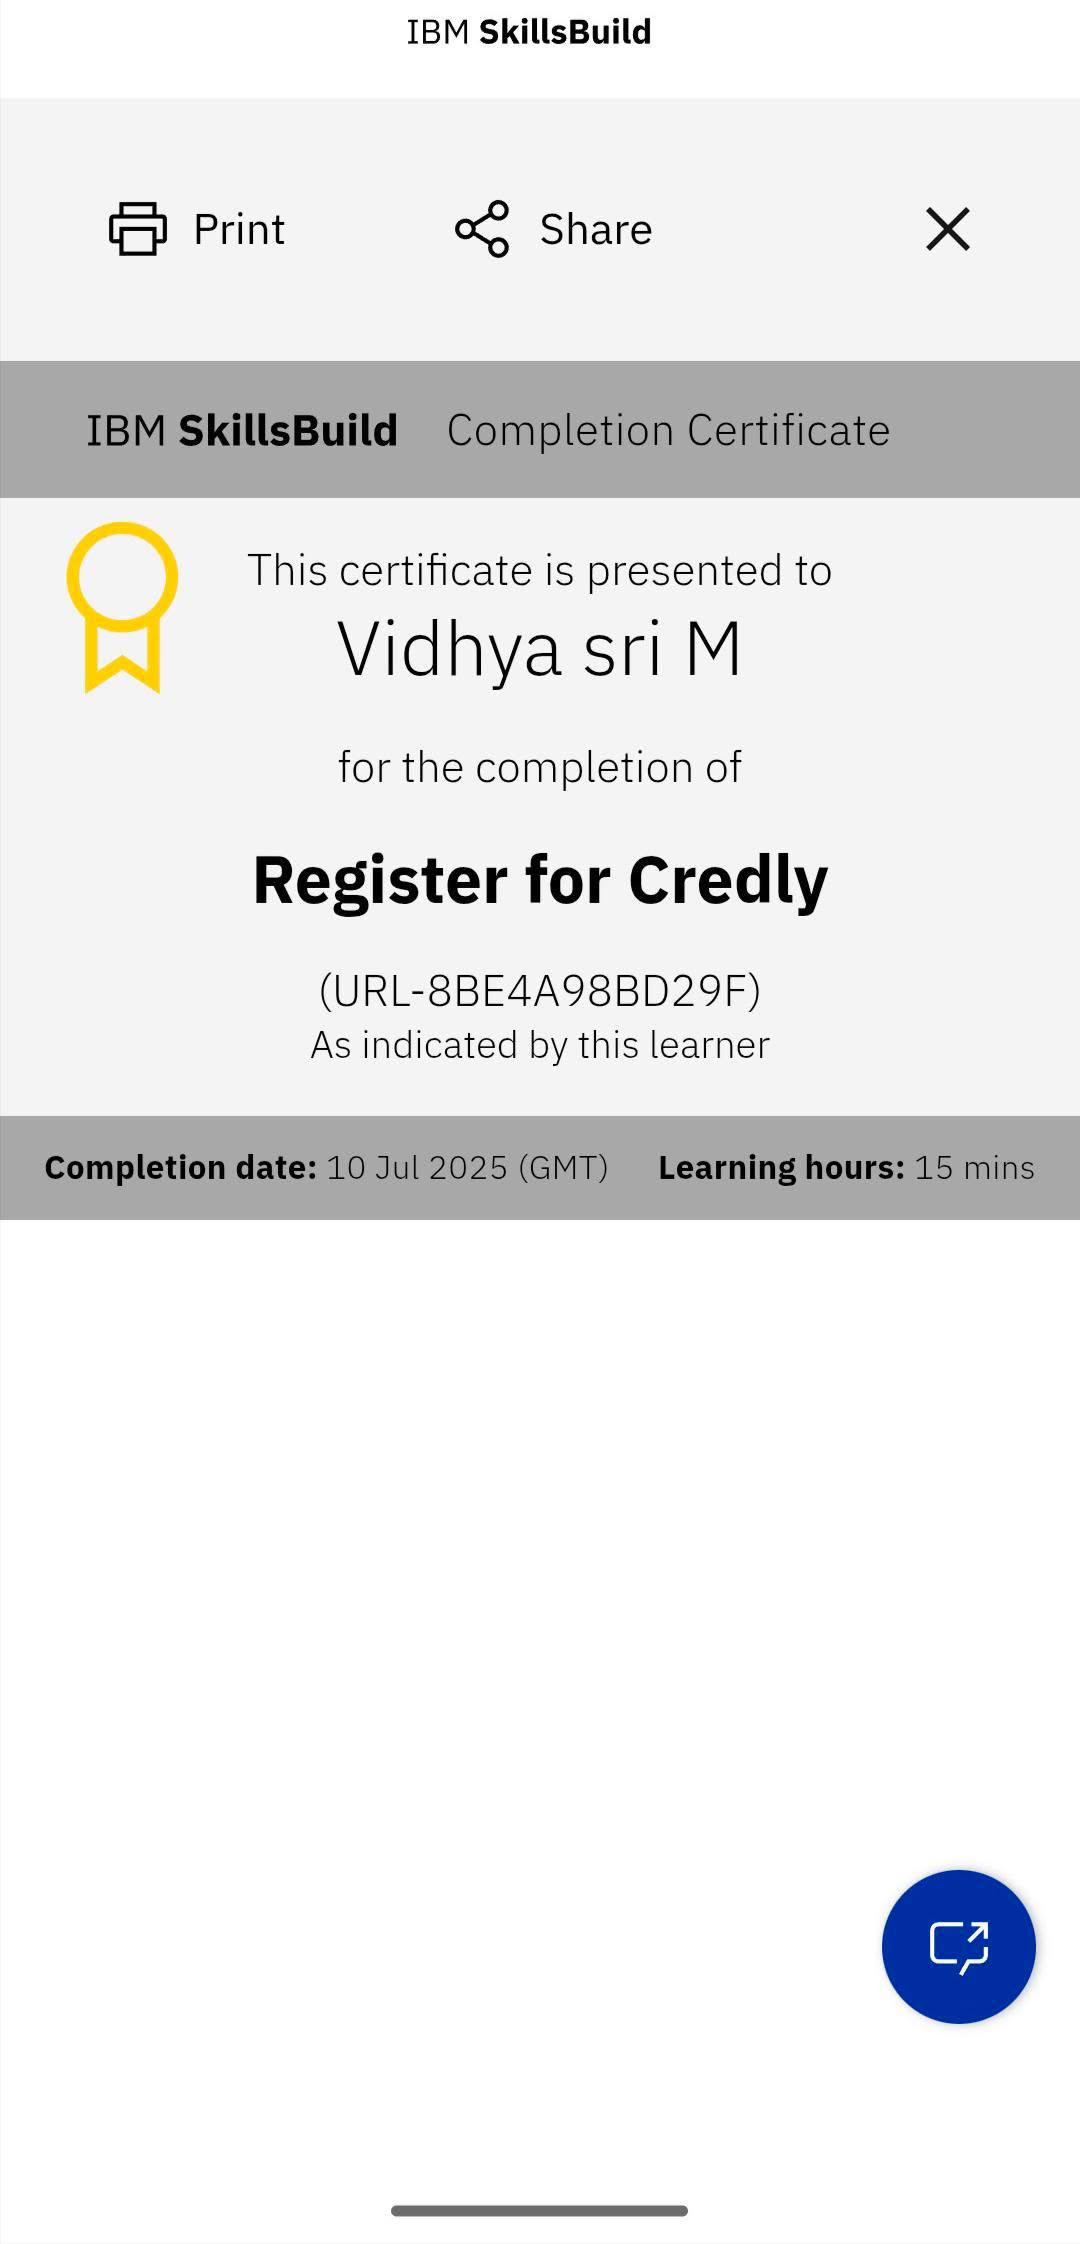 IBM SkillsBuild
Print Share
IBM SkillsBuild Completion Certificate
This certificate is presented to
Vidhya sri M
for the completion of
Register for Credly
(URL-8BE4A98BD29F)
As indicated by this learner
Completion date: 10 Jul 2025 (GMT) Learning hours: 15 mins